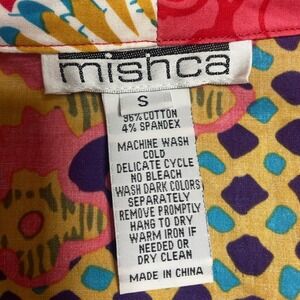 mishca
S
96% COTTON
4% SPANDEX
MACHINE WASH
COLD
DELICATE CYCLE
NO BLEACH
WASH DARK COLORS
SEPARATELY
REMOVE PROMPTLY
HANG TO DRY
WARM IRON IF
NEEDED OR
DRY CLEAN
MADE IN CHINA